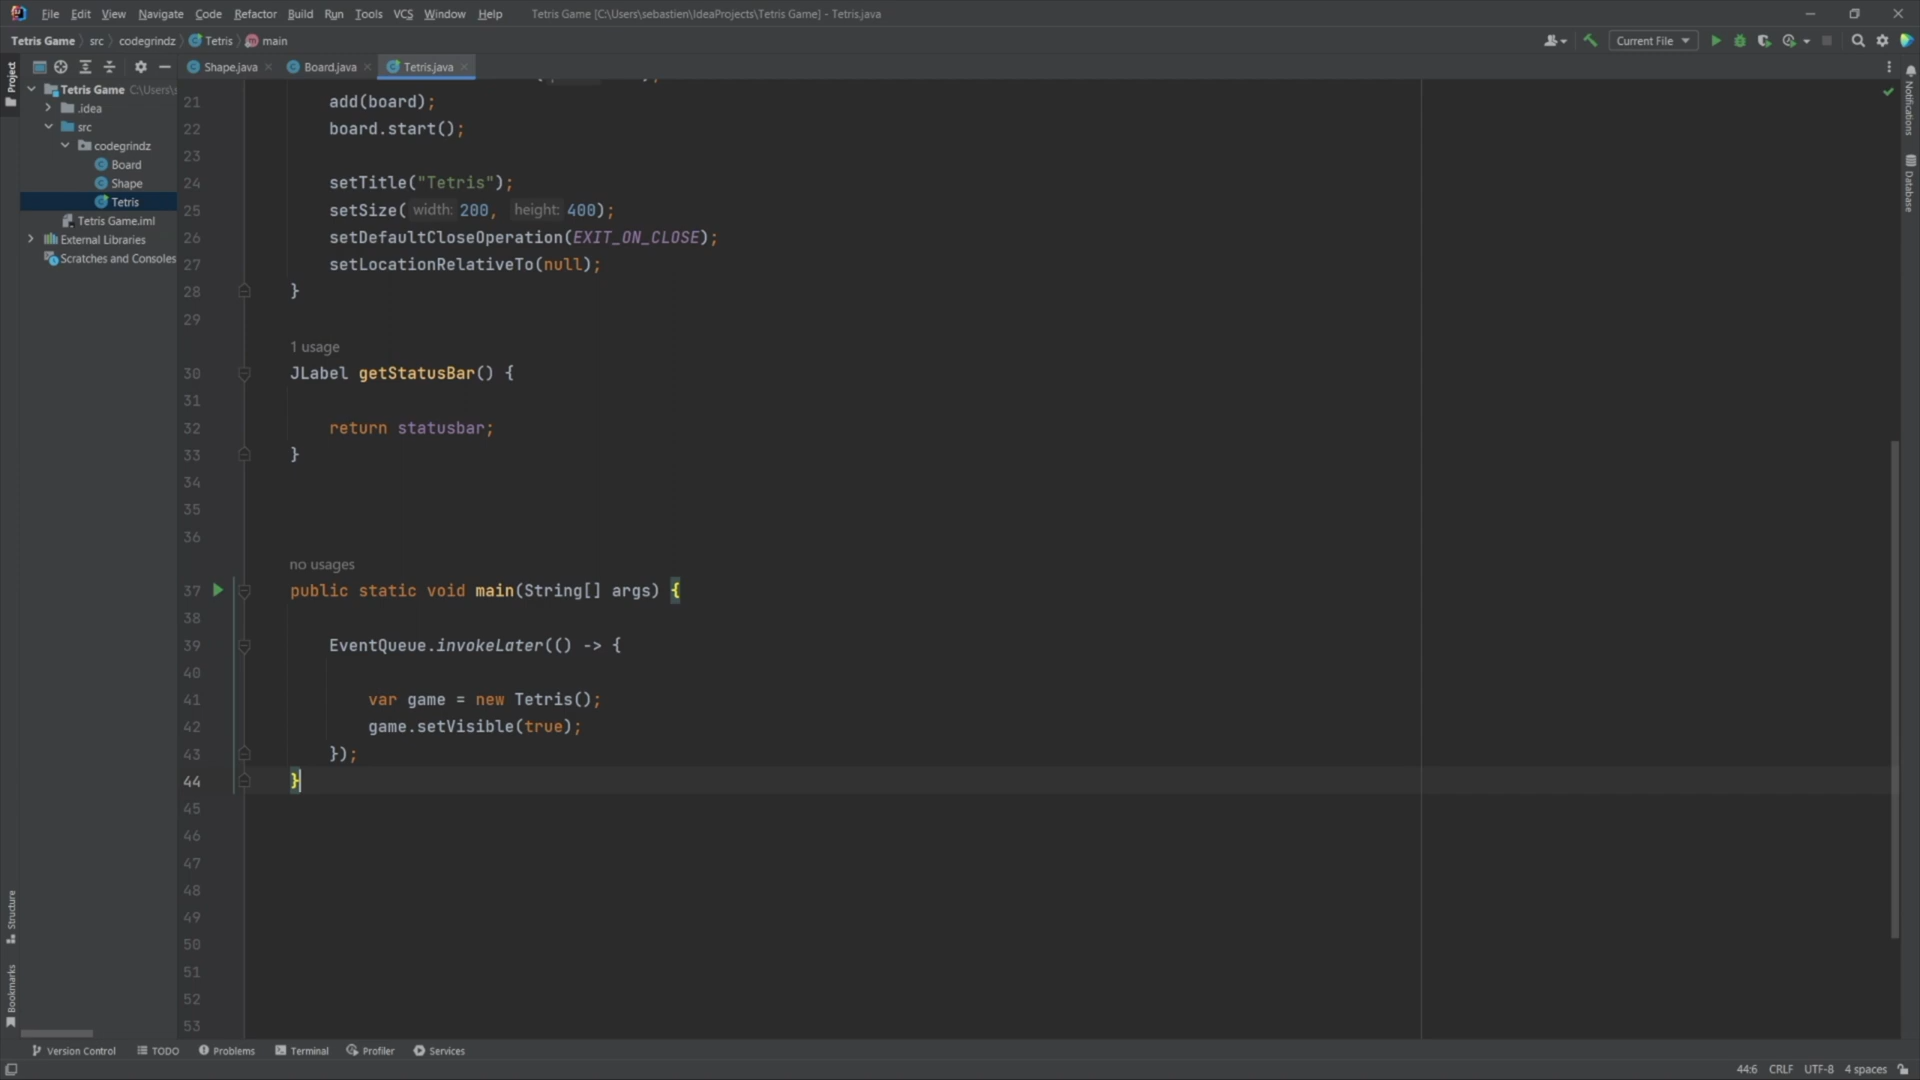 File Edit View Navigate Code Refactor Build Run Tools VCS Window Help Tetris Game [C:\Users\sebastien\IdeaProjects\Tetris Game] - Tetris.java
Tetris Game src codegrindz Tetris main
Current File
Project
Shape.java Board.java Tetris.java
Tetris Game C:\Users\s
.idea
src
codegrindz
Board
Shape
Tetris
Tetris Game.iml
External Libraries
Scratches and Consoles
21 add(board);
22 board.start();
23
24 setTitle("Tetris");
25 setSize( width: 200, height: 400);
26 setDefaultCloseOperation(EXIT_ON_CLOSE);
27 setLocationRelativeTo(null);
28 }
29
1 usage
30 JLabel getStatusBar() {
31
32 return statusbar;
33 }
34
35
36
no usages
37 public static void main(String[] args) {
38
39 EventQueue.invokeLater(() -> {
40
41 var game = new Tetris();
42 game.setVisible(true);
43 });
44 }
45
46
47
48
49
50
51
52
53
Notifications
Database
Structure
Bookmarks
Version Control TODO Problems Terminal Profiler Services
44:6 CRLF UTF-8 4 spaces